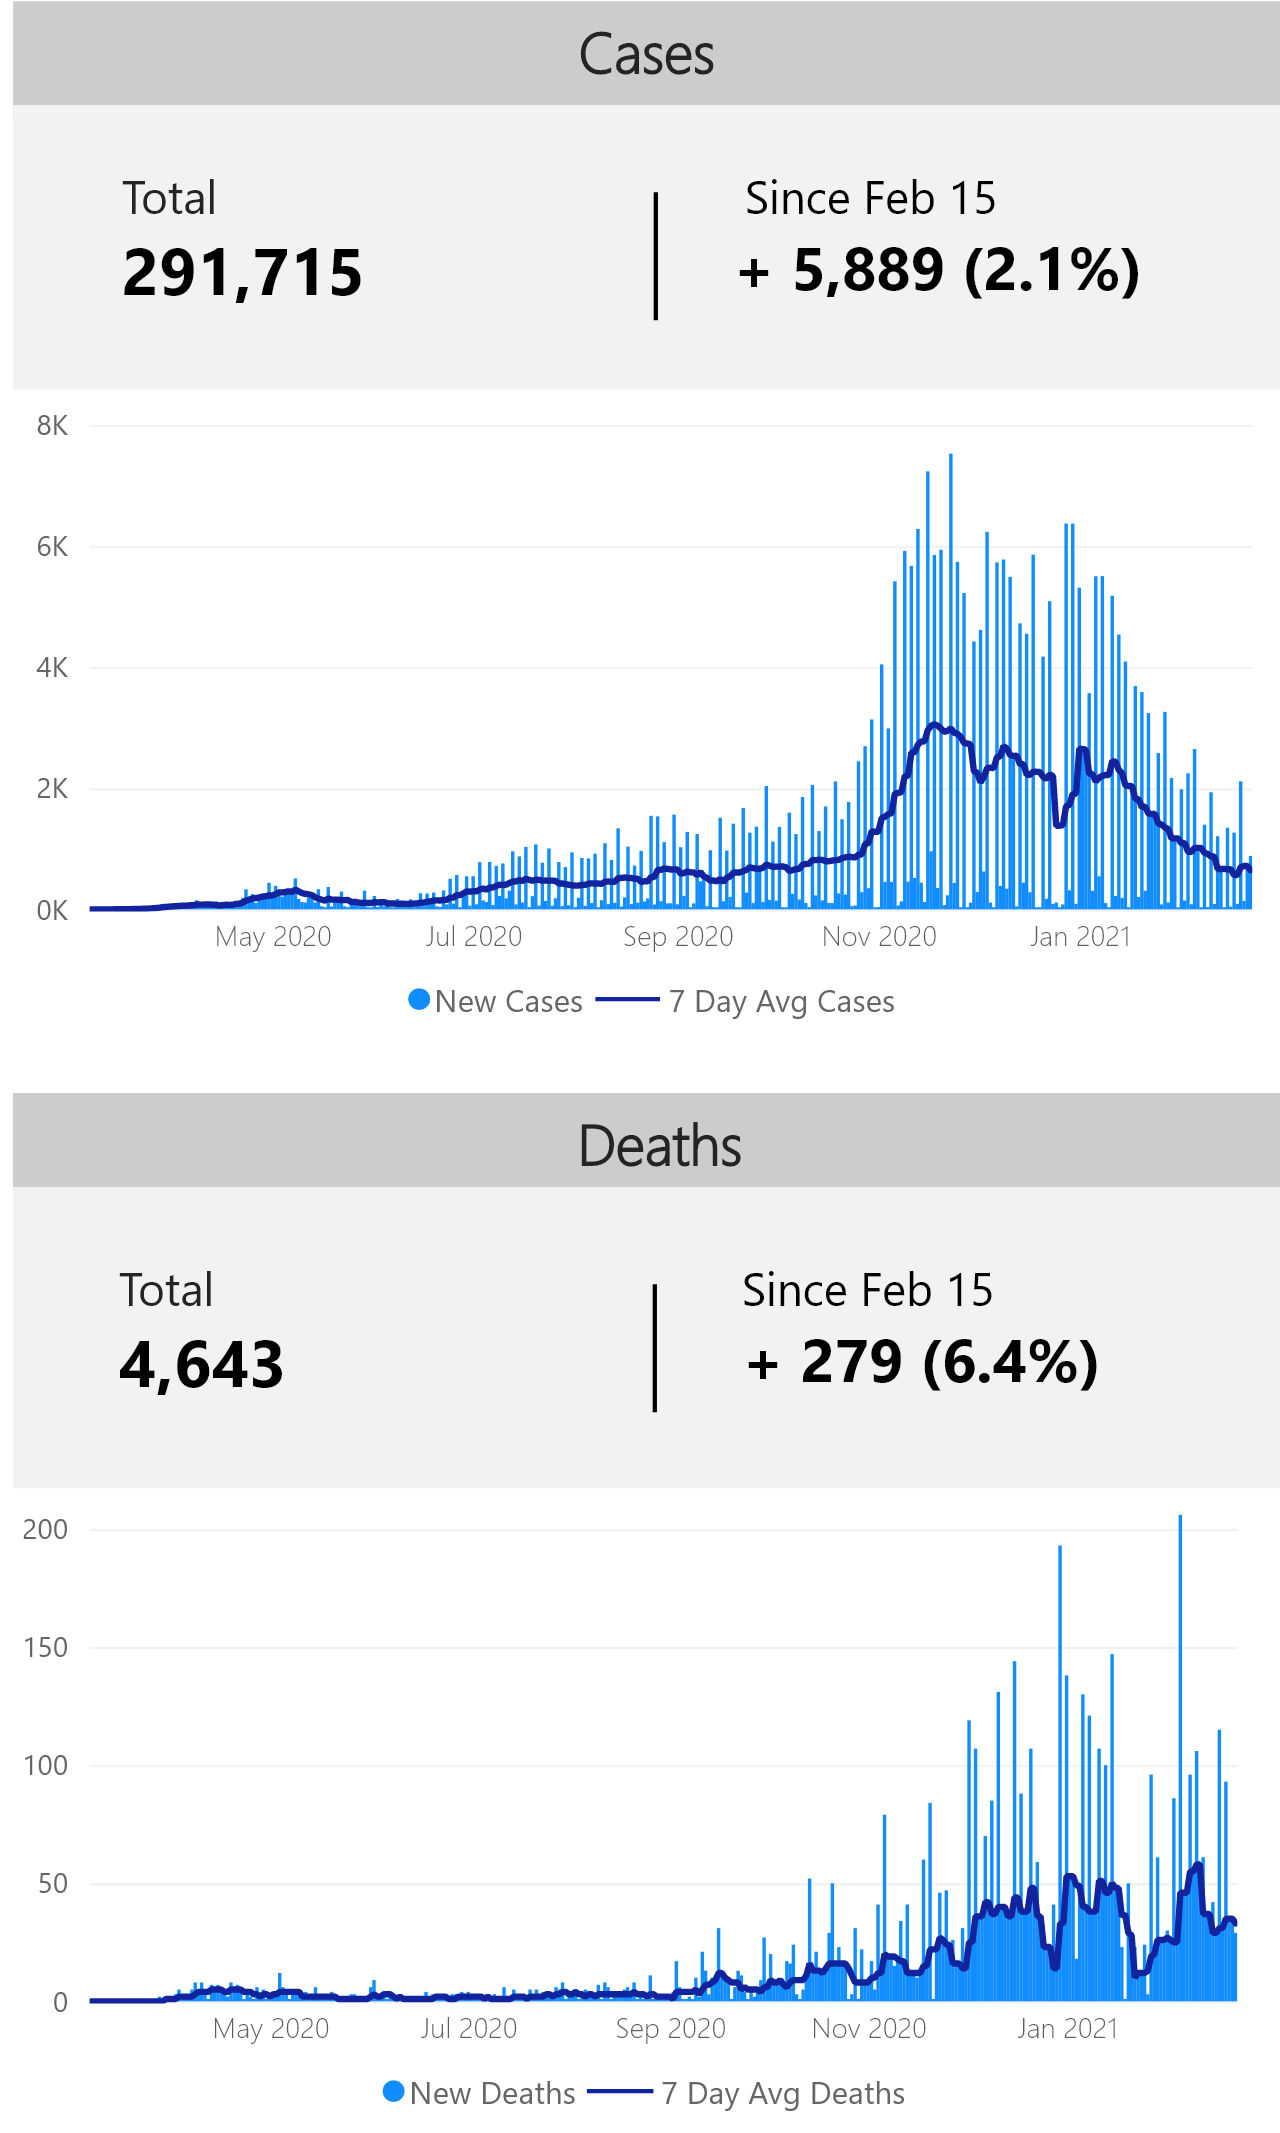 Cases
Total
Since Feb 15
291,715
+ 5,889 (2.1%)
8K
6K
4K
2K
0K
May 2020
Jul 2020
Sep 2020
Nov 2020
Jan 2021
New Cases
7 Day Avg Cases
Deaths
Total
Since Feb 15
4,643
+ 279 (6.4%)
200
150
100
50
0
May 2020
Jul 2020
Sep 2020
Nov 2020
Jan 2021
New Deaths
7 Day Avg Deaths